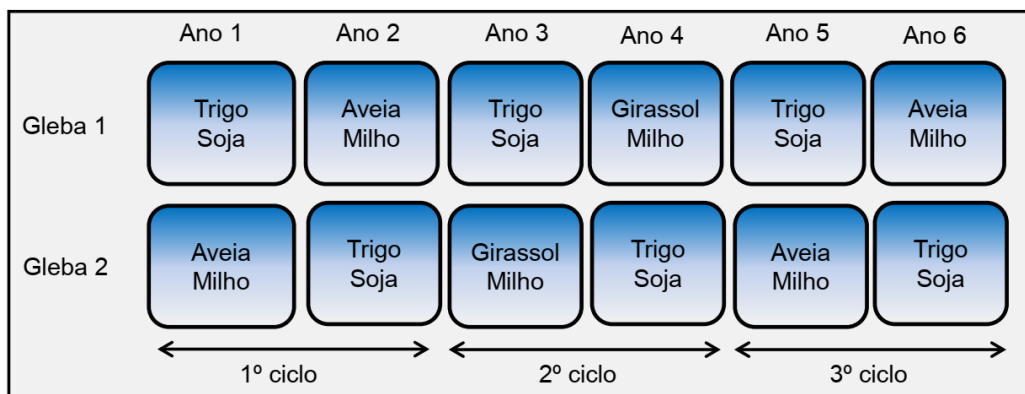 Ano 1 Ano 2 Ano 3 Ano 4 Ano 5 Ano 6
Gleba 1
Trigo
Soja
Aveia
Milho
Trigo
Soja
Girassol
Milho
Trigo
Soja
Aveia
Milho
Gleba 2
Aveia
Milho
Trigo
Soja
Girassol
Milho
Trigo
Soja
Aveia
Milho
Trigo
Soja
1º ciclo 2º ciclo 3º ciclo